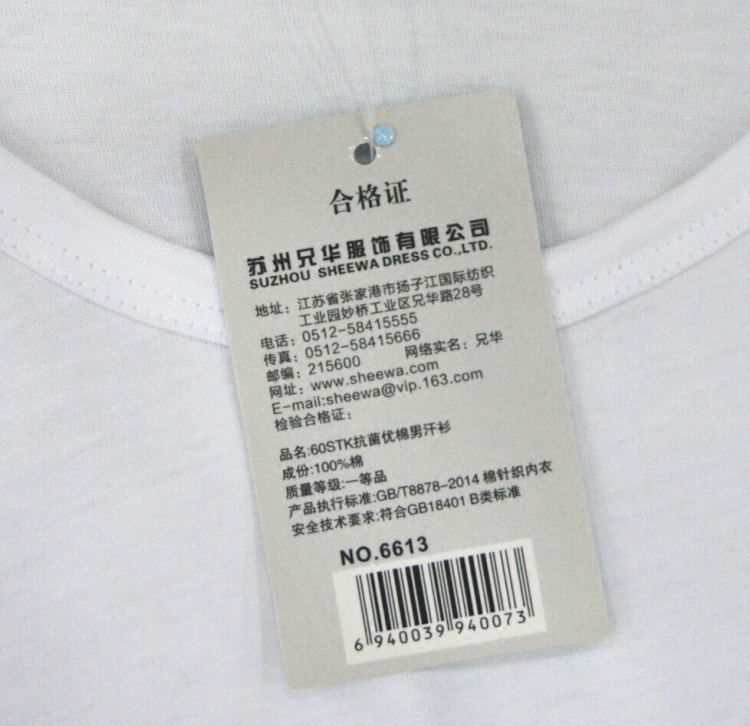 合格证
苏州兄华服饰有限公司
SUZHOU SHEEWA DRESS CO.,LTD.
地址：江苏省张家港市扬子江国际纺织
工业园妙桥工业区兄华路28号
电话：0512-58415555
传真：0512-58415666
邮编：215600 网络实名：兄华
网址：www.sheewa.com
E-mail:sheewa@vip.163.com
检验合格证：
品名:60STK抗菌优棉男汗衫
成份:100%棉
质量等级:一等品
产品执行标准:GB/T8878-2014 棉针织内衣
安全技术要求:符合GB18401 B类标准
NO.6613
6 940039 940073